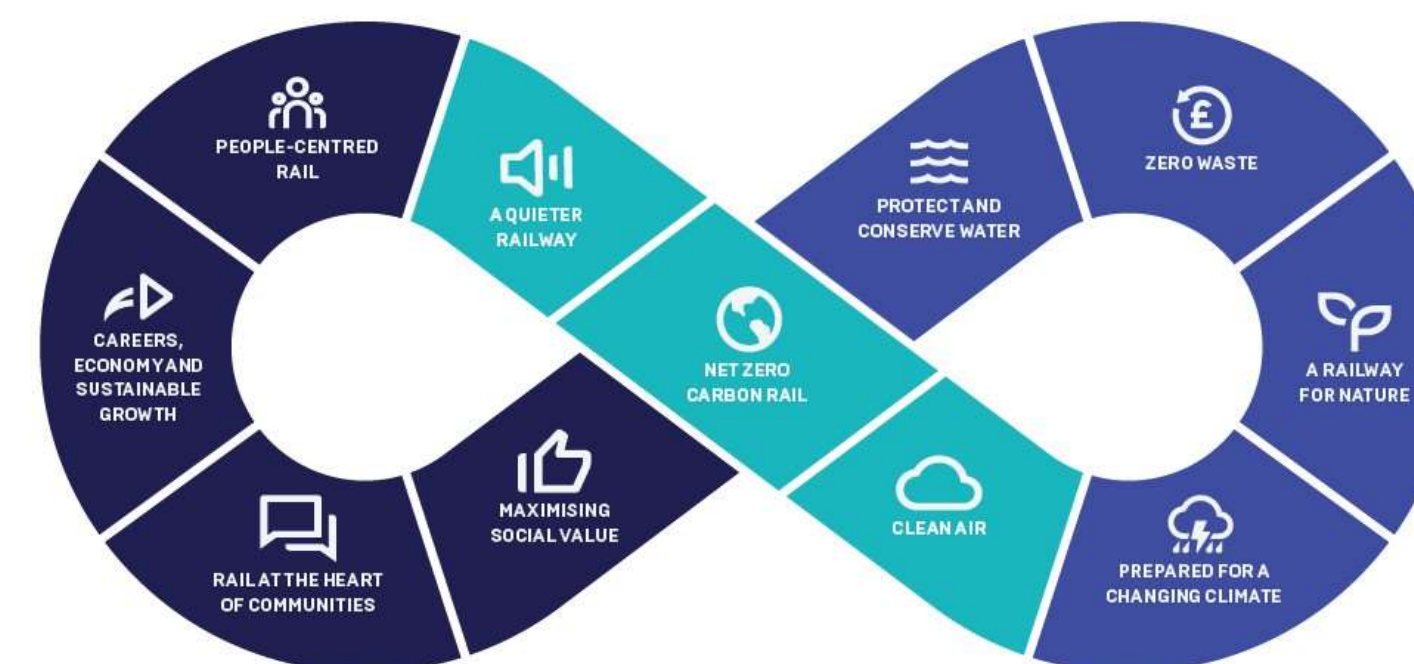 PEOPLE-CENTRED
RAIL
A QUIETER
RAILWAY
PROTECT AND
CONSERVE WATER
£
ZERO WASTE
CAREERS,
ECONOMY AND
SUSTAINABLE
GROWTH
NET ZERO
CARBON RAIL
A RAILWAY
FOR NATURE
MAXIMISING
SOCIAL VALUE
CLEAN AIR
RAIL AT THE HEART
OF COMMUNITIES
PREPARED FOR A
CHANGING CLIMATE